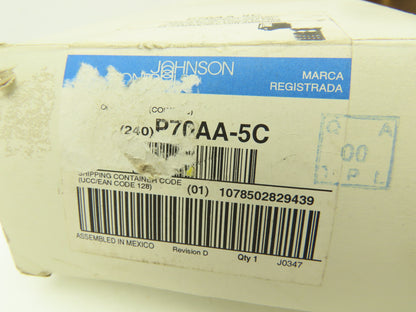 JOHNSON
MARCA
REGISTRADA
(240)P70AA-5C
Q A
00
P L
SHIPPING CONTAINER CODE
(UCC/EAN CODE 128)
(01) 1078502829439
ASSEMBLED IN MEXICO
Revision D
Qty 1
J0347